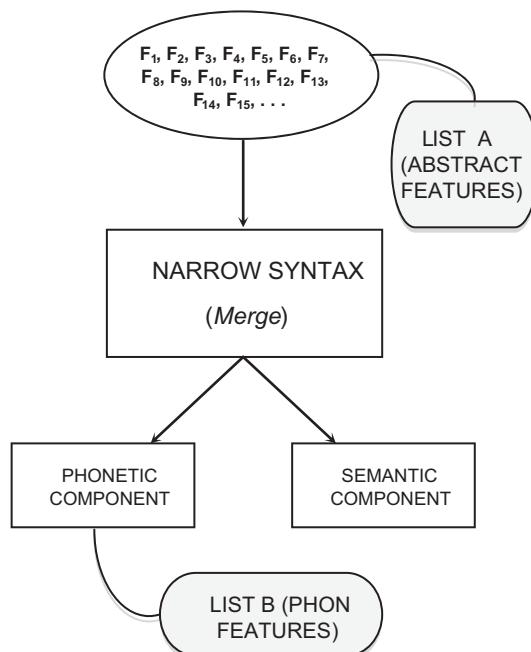 F₁, F₂, F₃, F₄, F₅, F₆, F₇,
F₈, F₉, F₁₀, F₁₁, F₁₂, F₁₃,
F₁₄, F₁₅, . . .
LIST A
(ABSTRACT
FEATURES)
NARROW SYNTAX
(Merge)
PHONETIC
COMPONENT
SEMANTIC
COMPONENT
LIST B (PHON
FEATURES)